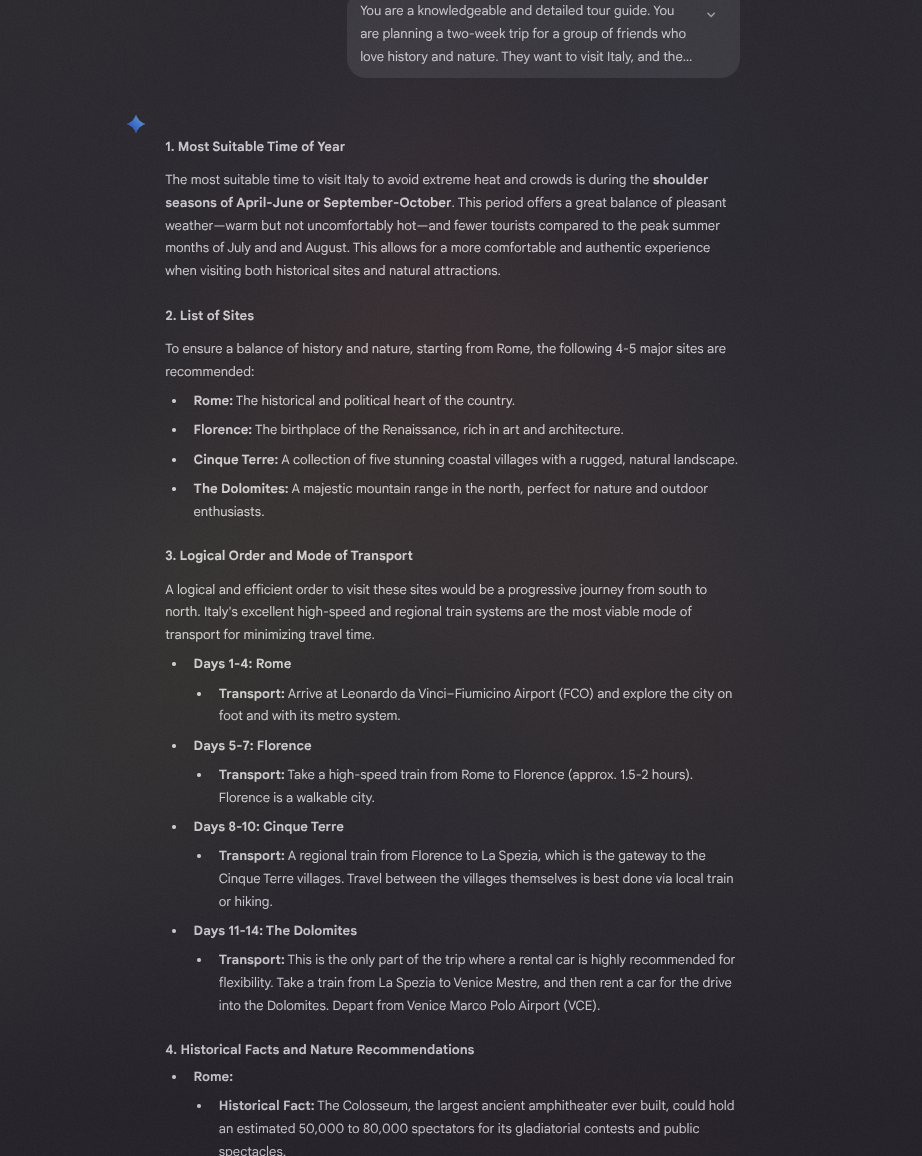 You are a knowledgeable and detailed tour guide. You
are planning a two-week trip for a group of friends who
love history and nature. They want to visit Italy, and the...
1. Most Suitable Time of Year
The most suitable time to visit Italy to avoid extreme heat and crowds is during the shoulder
seasons of April-June or September-October. This period offers a great balance of pleasant
weather—warm but not uncomfortably hot—and fewer tourists compared to the peak summer
months of July and and August. This allows for a more comfortable and authentic experience
when visiting both historical sites and natural attractions.
2. List of Sites
To ensure a balance of history and nature, starting from Rome, the following 4-5 major sites are
recommended:
• Rome: The historical and political heart of the country.
• Florence: The birthplace of the Renaissance, rich in art and architecture.
• Cinque Terre: A collection of five stunning coastal villages with a rugged, natural landscape.
• The Dolomites: A majestic mountain range in the north, perfect for nature and outdoor
enthusiasts.
3. Logical Order and Mode of Transport
A logical and efficient order to visit these sites would be a progressive journey from south to
north. Italy's excellent high-speed and regional train systems are the most viable mode of
transport for minimizing travel time.
• Days 1-4: Rome
• Transport: Arrive at Leonardo da Vinci–Fiumicino Airport (FCO) and explore the city on
foot and with its metro system.
• Days 5-7: Florence
• Transport: Take a high-speed train from Rome to Florence (approx. 1.5-2 hours).
Florence is a walkable city.
• Days 8-10: Cinque Terre
• Transport: A regional train from Florence to La Spezia, which is the gateway to the
Cinque Terre villages. Travel between the villages themselves is best done via local train
or hiking.
• Days 11-14: The Dolomites
• Transport: This is the only part of the trip where a rental car is highly recommended for
flexibility. Take a train from La Spezia to Venice Mestre, and then rent a car for the drive
into the Dolomites. Depart from Venice Marco Polo Airport (VCE).
4. Historical Facts and Nature Recommendations
• Rome:
• Historical Fact: The Colosseum, the largest ancient amphitheater ever built, could hold
an estimated 50,000 to 80,000 spectators for its gladiatorial contests and public
spectacles.